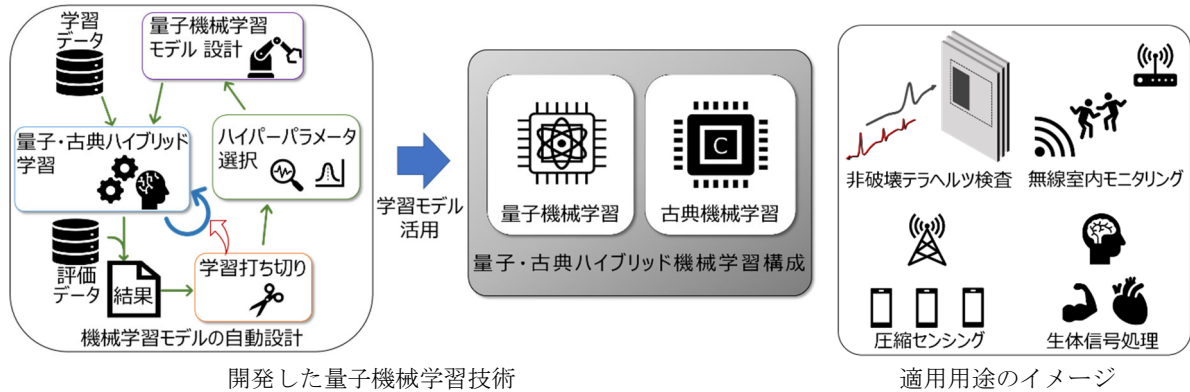 学習
データ
量子機械学習
モデル 設計
量子・古典ハイブリッド
学習
ハイパーパラメータ
選択
評価
データ
結果
学習打ち切り
機械学習モデルの自動設計
学習モデル
活用
量子機械学習
C
古典機械学習
量子・古典ハイブリッド機械学習構成
非破壊テラヘルツ検査
無線室内モニタリング
圧縮センシング
生体信号処理
開発した量子機械学習技術
適用用途のイメージ